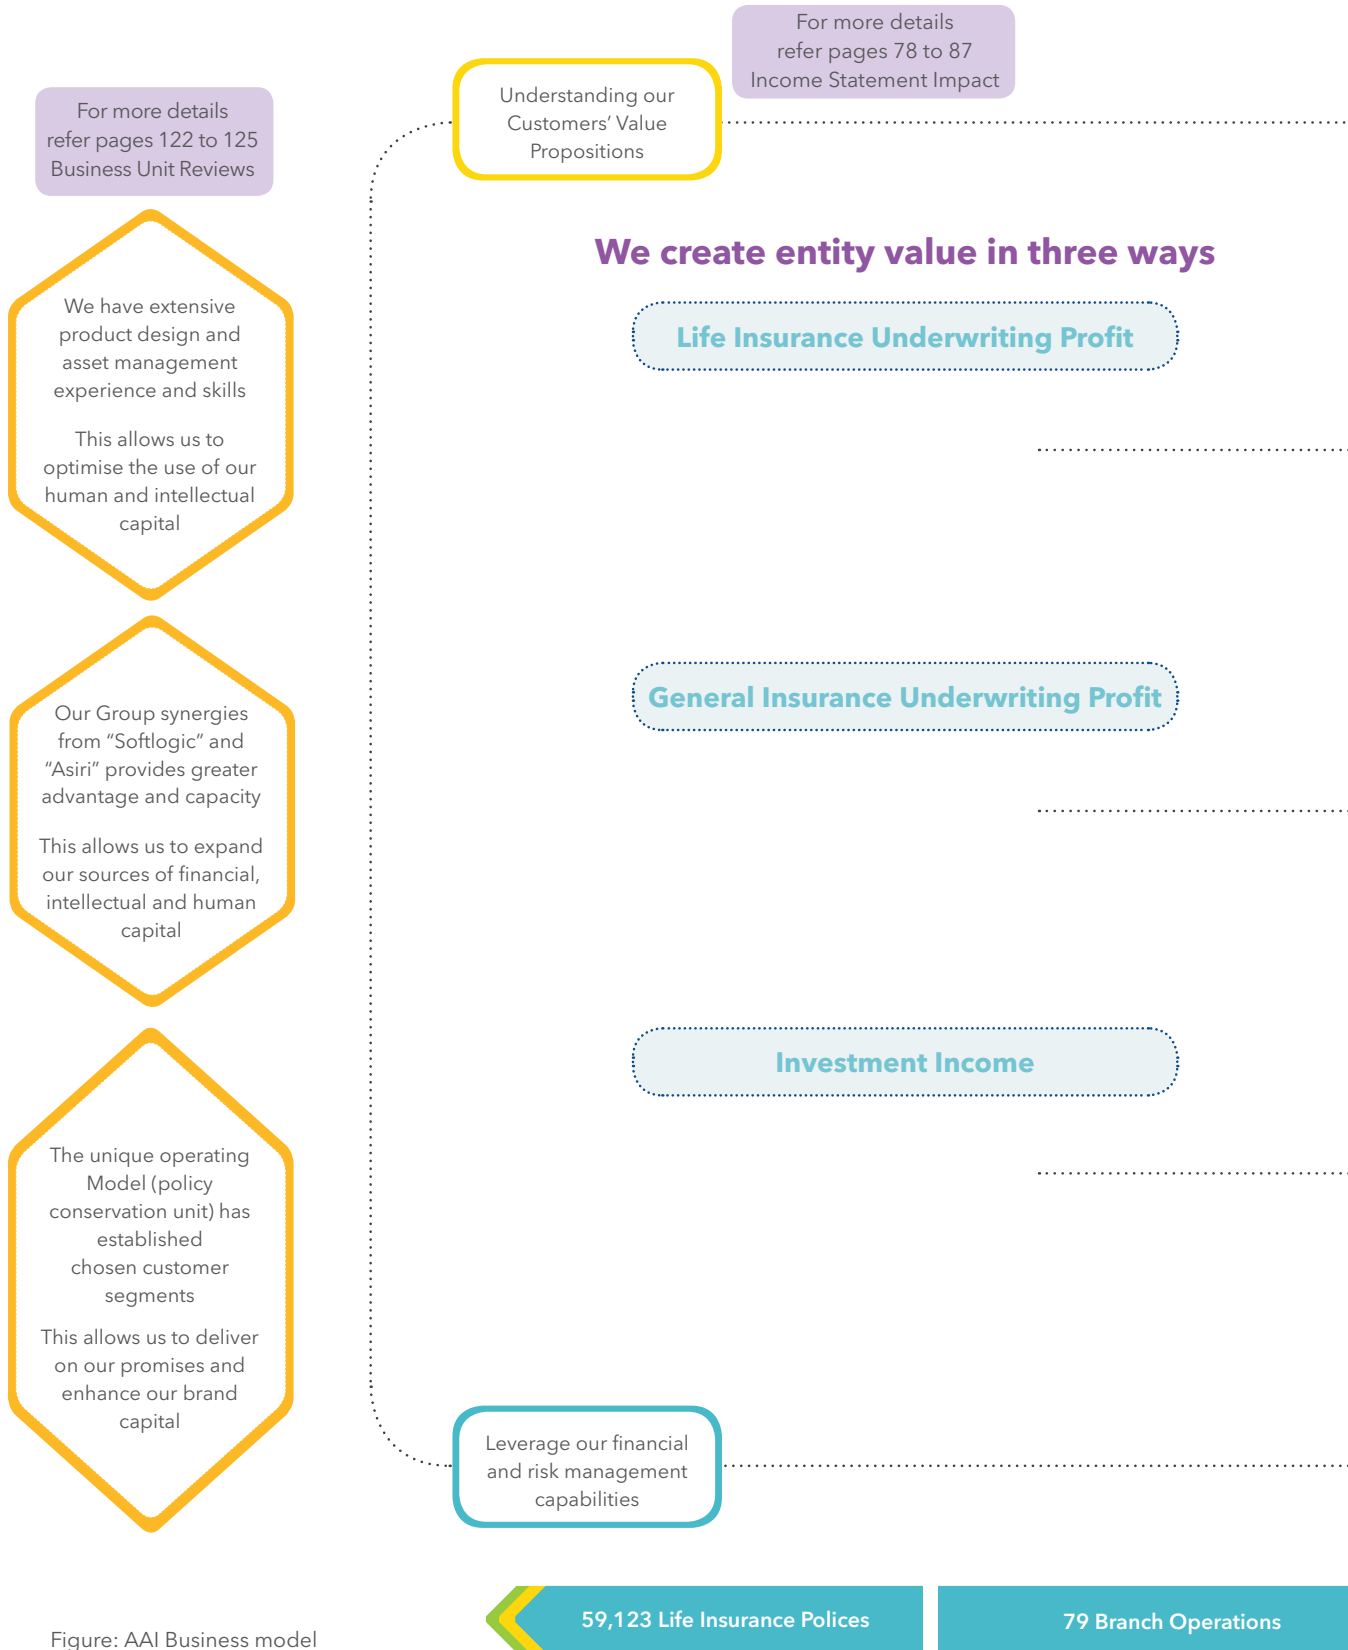 For more details
refer pages 78 to 87
Income Statement Impact
Understanding our
Customers’ Value
Propositions
For more details
refer pages 122 to 125
Business Unit Reviews
We have extensive
product design and
asset management
experience and skills
This allows us to
optimise the use of our
human and intellectual
capital
Our Group synergies
from “Softlogic” and
“Asiri” provides greater
advantage and capacity
This allows us to expand
our sources of financial,
intellectual and human
capital
The unique operating
Model (policy
conservation unit) has
established
chosen customer
segments
This allows us to deliver
on our promises and
enhance our brand
capital
We create entity value in three ways
Life Insurance Underwriting Profit
General Insurance Underwriting Profit
Investment Income
Leverage our financial
and risk management
capabilities
59,123 Life Insurance Polices
79 Branch Operations
Figure: AAI Business model